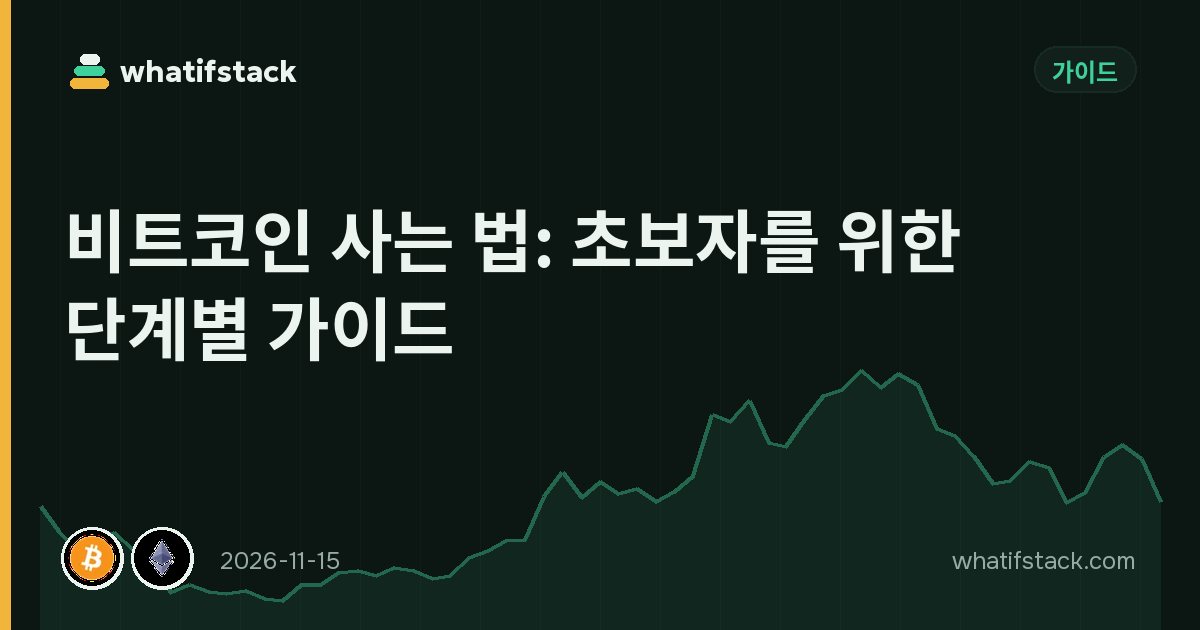 whatifstack
가이드
비트코인 사는 법: 초보자를 위한
단계별 가이드
2026-11-15
whatifstack.com